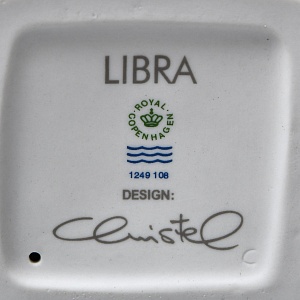 LIBRA
ROYAL
COPENHAGEN
1249 108
DESIGN:
Christel
C